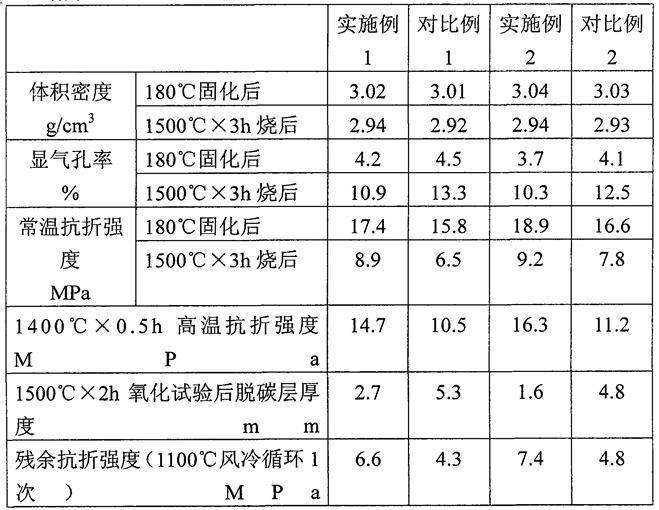 实施例 对比例 实施例 对比例
1 1 2 2
体积密度 180℃固化后 3.02 3.01 3.04 3.03
g/cm³ 1500℃×3h 烧后 2.94 2.92 2.94 2.93
显气孔率 180℃固化后 4.2 4.5 3.7 4.1
% 1500℃×3h 烧后 10.9 13.3 10.3 12.5
常温抗折强 180℃固化后 17.4 15.8 18.9 16.6
度 1500℃×3h 烧后 8.9 6.5 9.2 7.8
MPa
1400℃×0.5h 高温抗折强度 14.7 10.5 16.3 11.2
M P a
1500℃×2h 氧化试验后脱碳层厚 2.7 5.3 1.6 4.8
度 m m
残余抗折强度（1100℃风冷循环 1 6.6 4.3 7.4 4.8
次 ） M P a